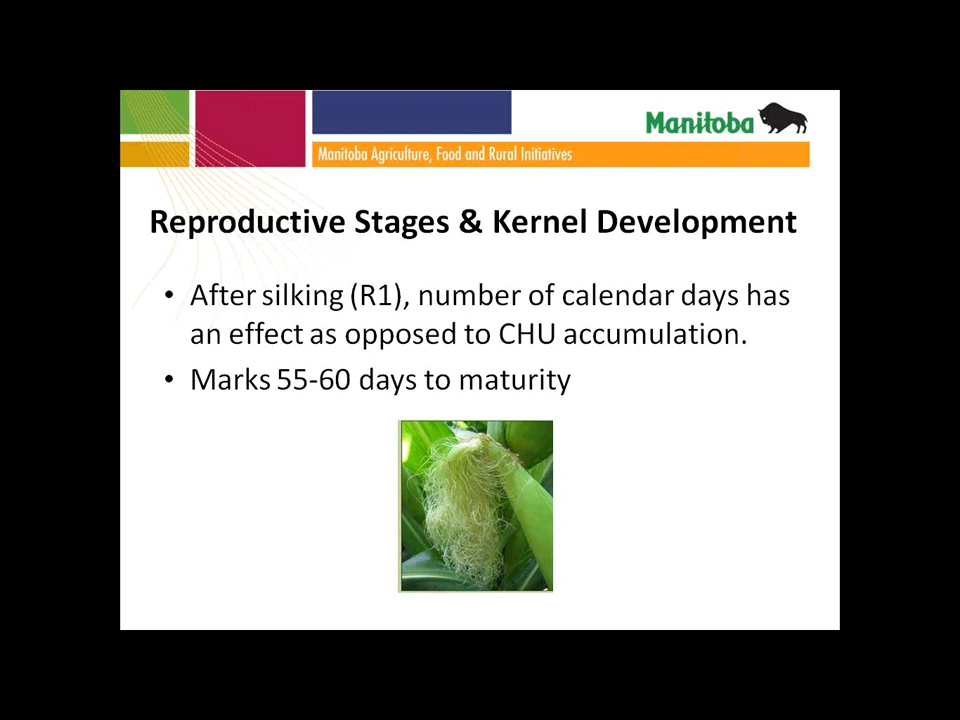 Manitoba
Manitoba Agriculture, Food and Rural Initiatives
Reproductive Stages & Kernel Development
• After silking (R1), number of calendar days has
an effect as opposed to CHU accumulation.
• Marks 55-60 days to maturity